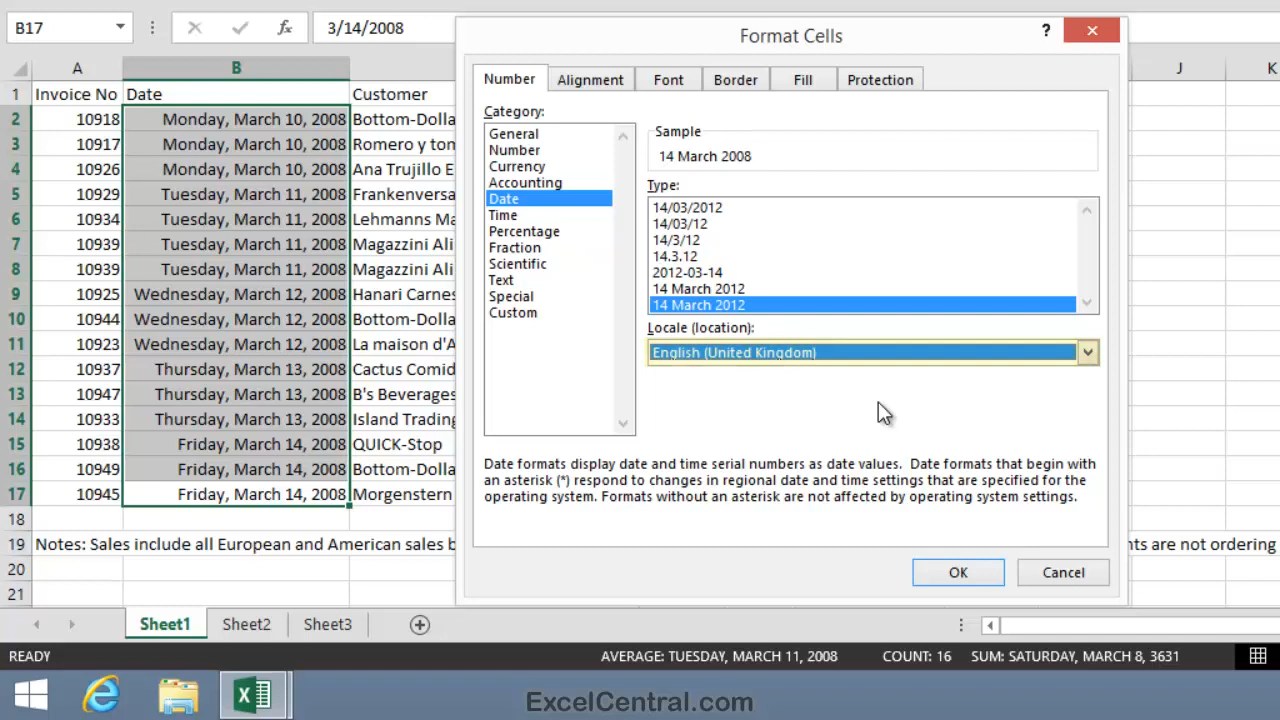 B17
3/14/2008
Format Cells
?
A
B
J
K
Number
Alignment
Font
Border
Fill
Protection
Category:
General
Number
Currency
Accounting
Date
Time
Percentage
Fraction
Scientific
Text
Special
Custom
Sample
14 March 2008
Type:
14/03/2012
14/03/12
14/3/12
14.3.12
2012-03-14
14 March 2012
14 March 2012
Locale (location):
English (United Kingdom)
Date formats display date and time serial numbers as date values. Date formats that begin with
an asterisk (*) respond to changes in regional date and time settings that are specified for the
operating system. Formats without an asterisk are not affected by operating system settings.
OK
Cancel
1 Invoice No Date Customer
2 10918 Monday, March 10, 2008 Bottom-Dolla
3 10917 Monday, March 10, 2008 Romero y tom
4 10926 Monday, March 10, 2008 Ana Trujillo E
5 10929 Tuesday, March 11, 2008 Frankenversa
6 10934 Tuesday, March 11, 2008 Lehmanns Ma
7 10939 Tuesday, March 11, 2008 Magazzini Ali
8 10939 Tuesday, March 11, 2008 Magazzini Ali
9 10925 Wednesday, March 12, 2008 Hanari Carnes
10 10944 Wednesday, March 12, 2008 Bottom-Dolla
11 10923 Wednesday, March 12, 2008 La maison d'A
12 10937 Thursday, March 13, 2008 Cactus Comid
13 10947 Thursday, March 13, 2008 B's Beverages
14 10933 Thursday, March 13, 2008 Island Trading
15 10938 Friday, March 14, 2008 QUICK-Stop
16 10949 Friday, March 14, 2008 Bottom-Dolla
17 10945 Friday, March 14, 2008 Morgenstern
18
19 Notes: Sales include all European and American sales b nts are not ordering
20
21
Sheet1 Sheet2 Sheet3
READY AVERAGE: TUESDAY, MARCH 11, 2008 COUNT: 16 SUM: SATURDAY, MARCH 8, 3631
ExcelCentral.com